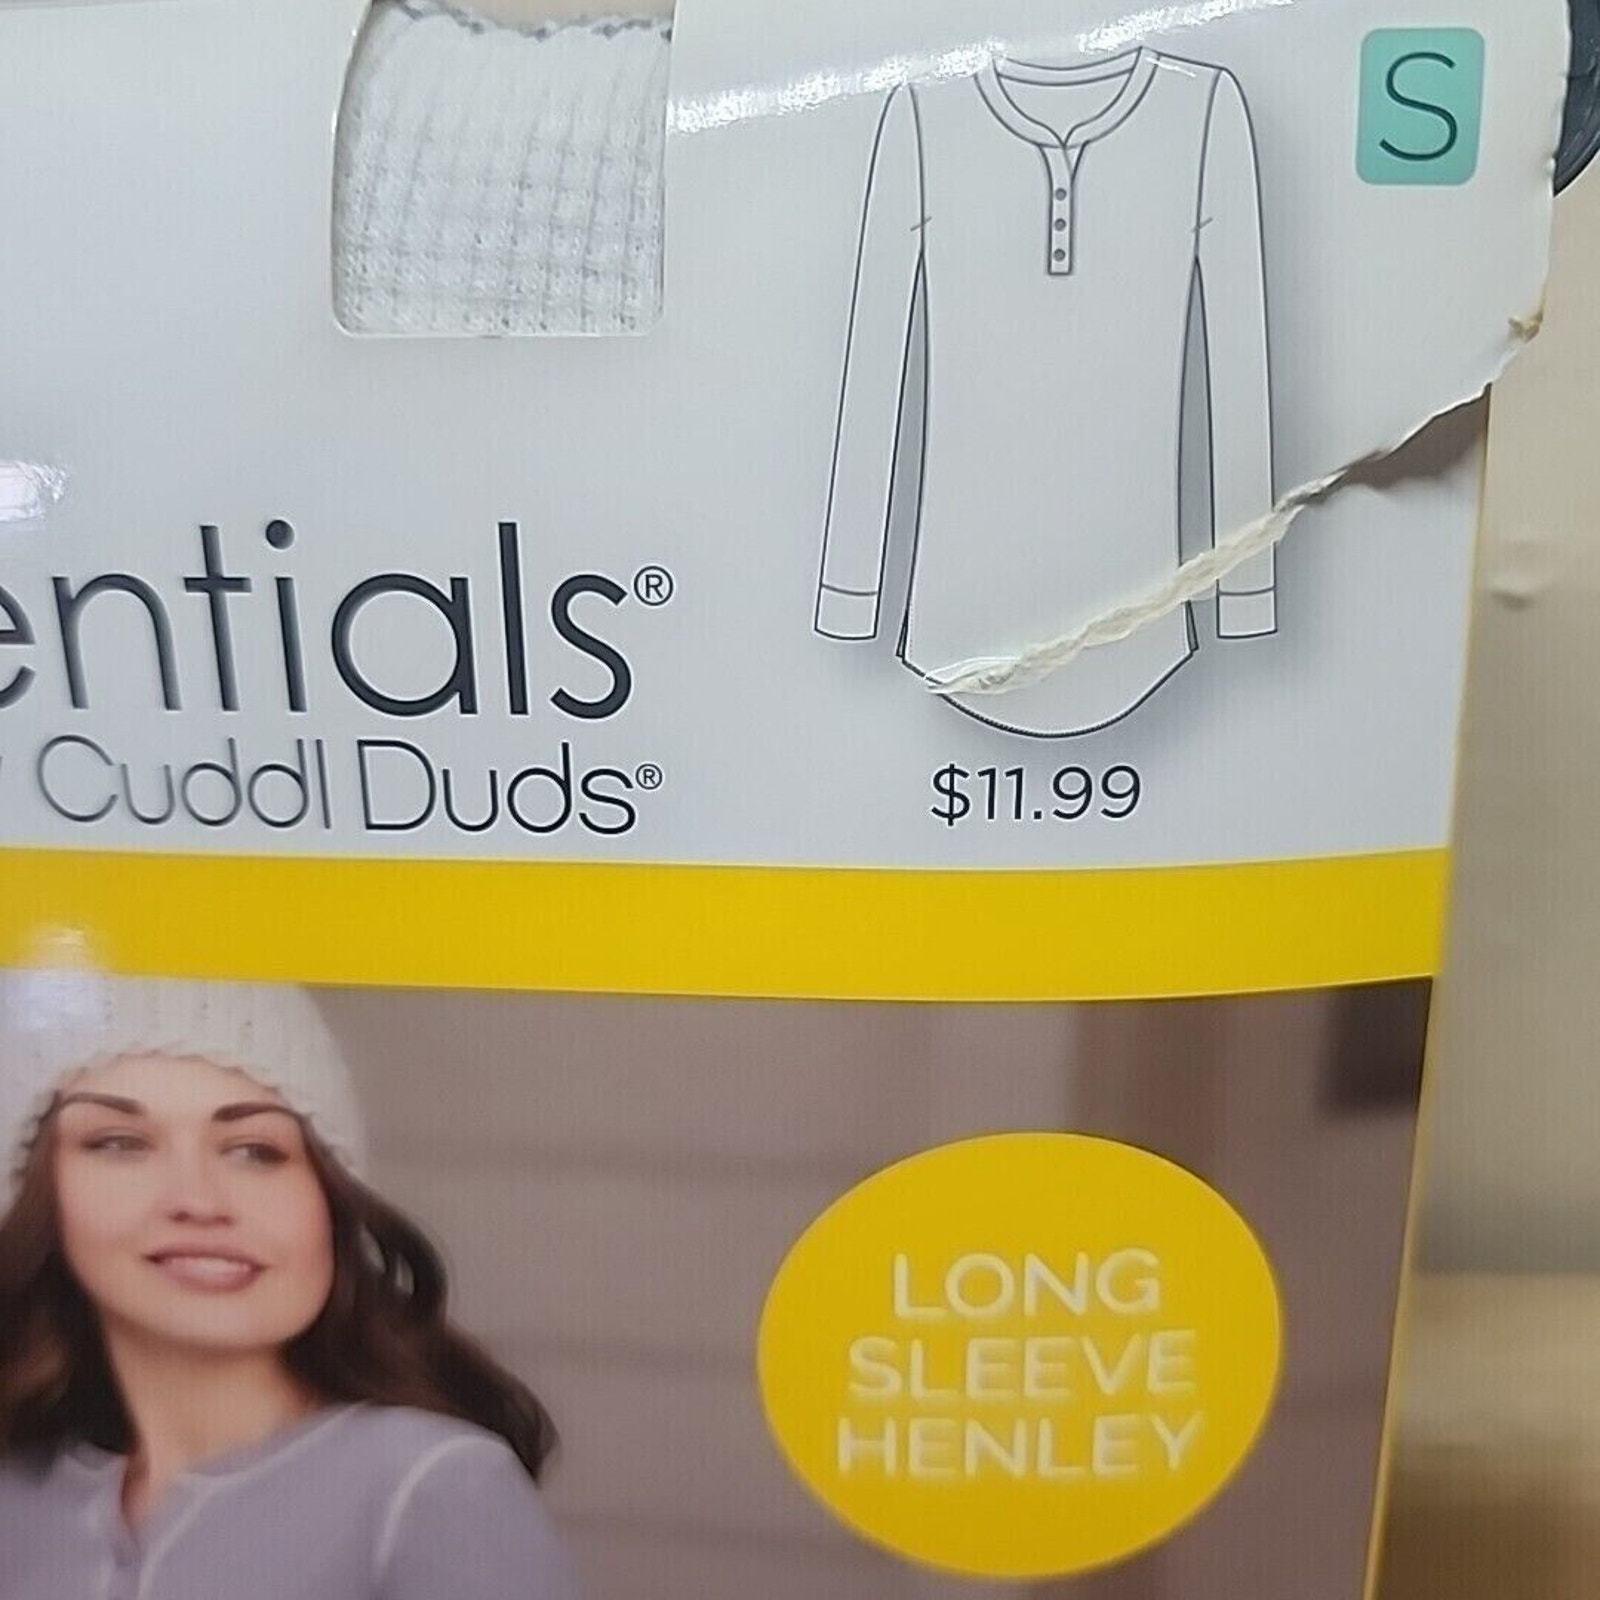 S
entials®
y Cuddl Duds®
$11.99
LONG
SLEEVE
HENLEY